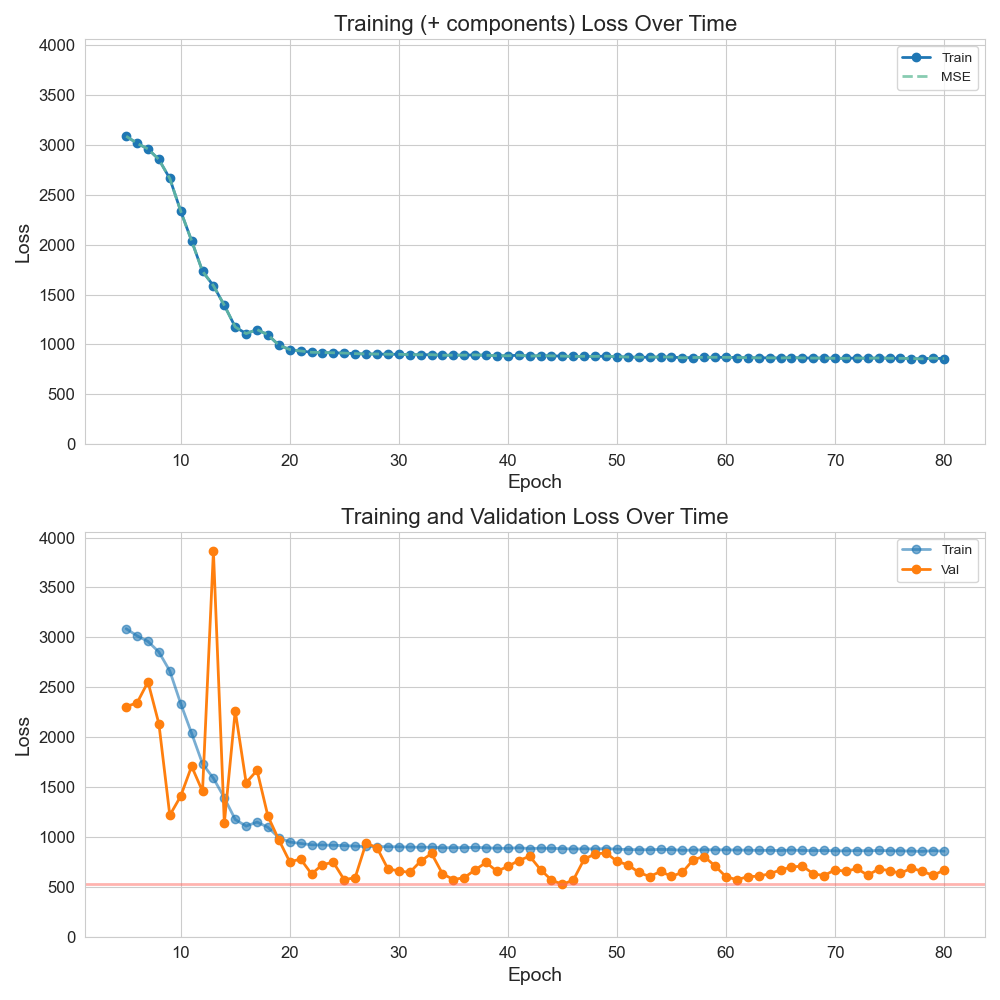 Training (+ components) Loss Over Time
4000
3500
3000
2500
2000
1500
1000
500
0
Loss
Train
MSE
10 20 30 40 50 60 70 80
Epoch
Training and Validation Loss Over Time
4000
3500
3000
2500
2000
1500
1000
500
0
Loss
Train
Val
10 20 30 40 50 60 70 80
Epoch